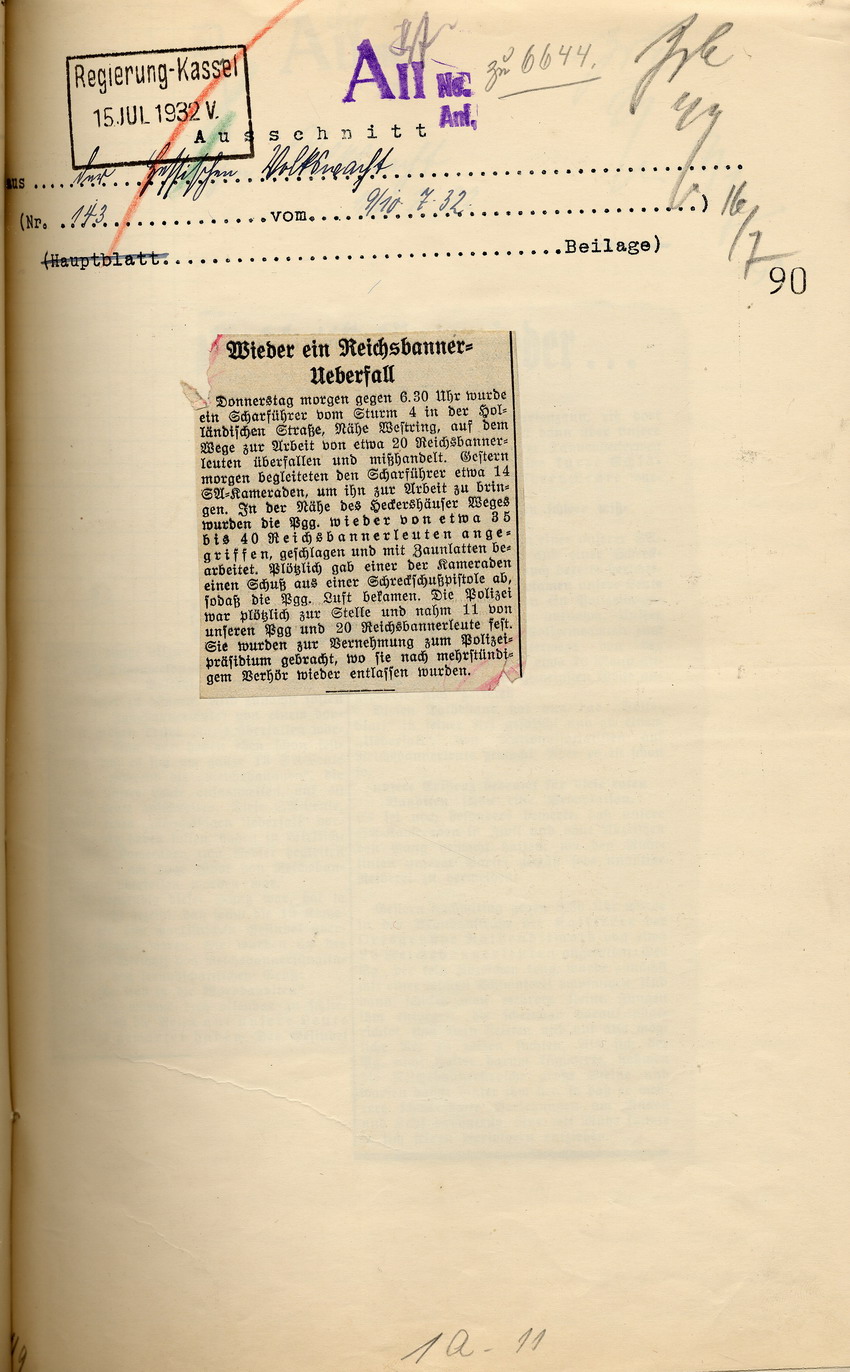 Regierung-Kassel
15.JUL 1932 V.
AII No.
Anl.
zu 6644.
Ausschnitt
aus ... der Hessischen Volkswacht
(Nr. 143 vom 9/10 7. 32. )
16/7
(Hauptblatt Beilage)
90
Wieder ein Reichsbanner-
Ueberfall
Donnerstag morgen gegen 6.30 Uhr wurde
ein Scharführer vom Sturm 4 in der Hol-
ländischen Straße, Nähe Westring, auf dem
Wege zur Arbeit von etwa 20 Reichsbanner-
leuten überfallen und mißhandelt. Gestern
morgen begleiteten den Scharführer etwa 14
SA-Kameraden, um ihn zur Arbeit zu brin-
gen. In der Nähe des Heckershäuser Weges
wurden die Pgg. wieder von etwa 35
bis 40 Reichsbannerleuten ange-
griffen, geschlagen und mit Zaunlatten be-
arbeitet. Plötzlich gab einer der Kameraden
einen Schuß aus einer Schreckschußpistole ab,
sodaß die Pgg. Luft bekamen. Die Polizei
war plötzlich zur Stelle und nahm 11 von
unseren Pgg und 20 Reichsbannerleute fest.
Sie wurden zur Vernehmung zum Polizei-
präsidium gebracht, wo sie nach mehrstündi-
gem Verhör wieder entlassen wurden.
1 a - 11